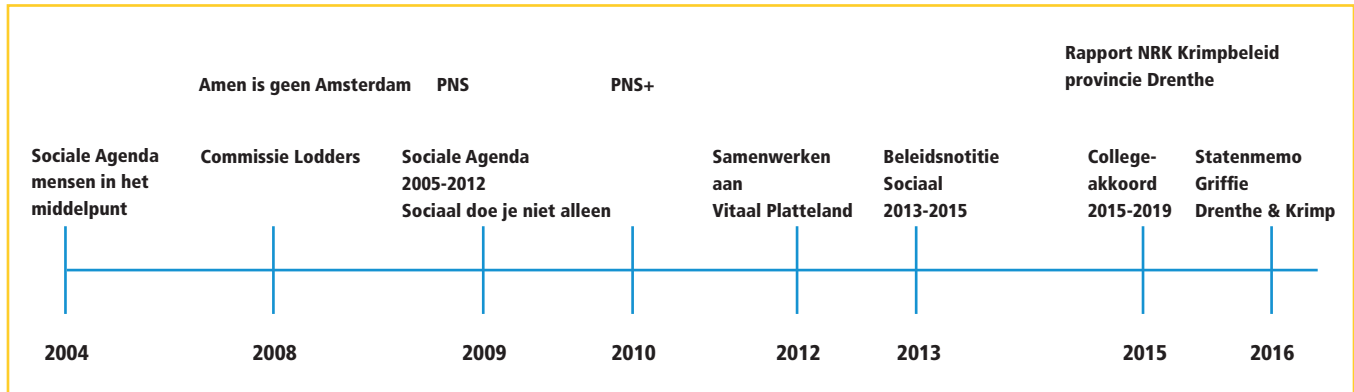 Rapport NRK Krimpbeleid
provincie Drenthe
Amen is geen Amsterdam
PNS
PNS+
Sociale Agenda
mensen in het
middelpunt
Commissie Lodders
Sociale Agenda
2005-2012
Sociaal doe je niet alleen
Samenwerken
aan
Vitaal Platteland
Beleidsnotitie
Sociaal
2013-2015
College-
akkoord
2015-2019
Statenmemo
Griffie
Drenthe & Krimp
2004
2008
2009
2010
2012
2013
2015
2016